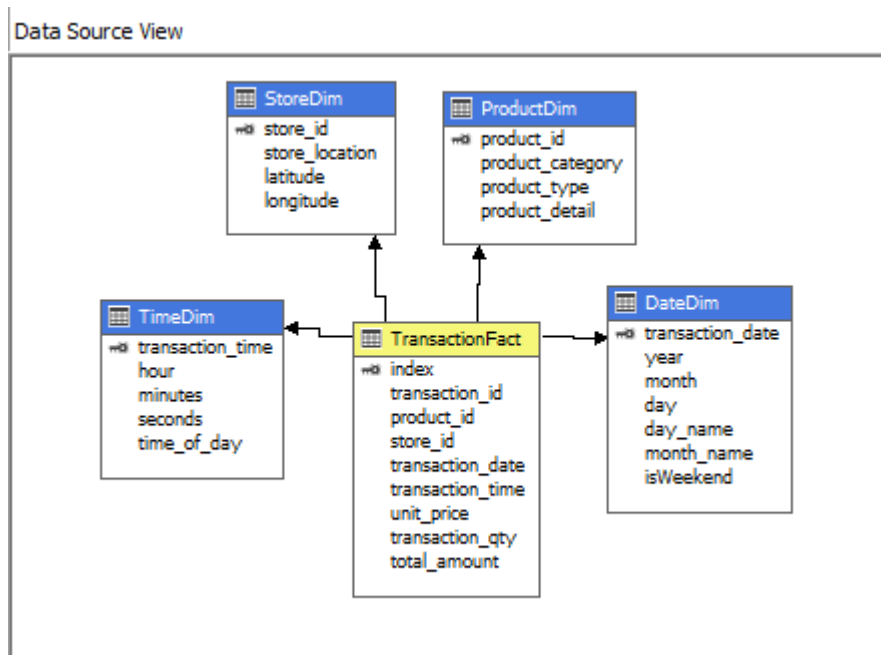 Data Source View
StoreDim
store_id
store_location
latitude
longitude
ProductDim
product_id
product_category
product_type
product_detail
TimeDim
transaction_time
hour
minutes
seconds
time_of_day
TransactionFact
index
transaction_id
product_id
store_id
transaction_date
transaction_time
unit_price
transaction_qty
total_amount
DateDim
transaction_date
year
month
day
day_name
month_name
isWeekend